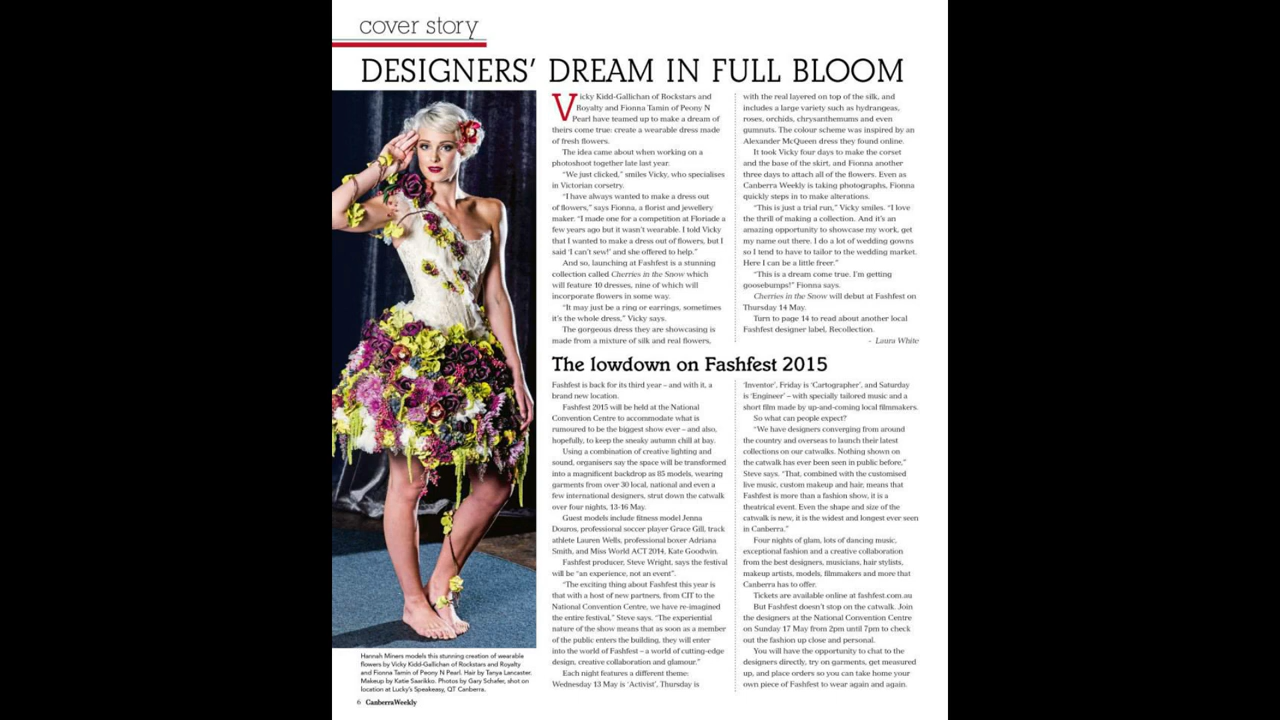 cover story
DESIGNERS' DREAM IN FULL BLOOM
Vicky Kidd-Gallichan of Rockstars and
Royalty and Fionna Tamin of Peony N
Pearl have teamed up to make a dream of
theirs come true: create a wearable dress made
of fresh flowers.
The idea came about when working on a
photoshoot together late last year.
"We just clicked," smiles Vicky, who specialises
in Victorian corsetry.
"I have always wanted to make a dress out
of flowers," says Fionna, a florist and jewellery
maker. "I made one for a competition at Floriade a
few years ago but it wasn't wearable. I told Vicky
that I wanted to make a dress out of flowers, but I
said 'I can't sew!' and she offered to help."
And so, launching at Fashfest is a stunning
collection called Cherries in the Snow which
will feature 10 dresses, nine of which will
incorporate flowers in some way.
"It may just be a ring or earrings, sometimes
it's the whole dress," Vicky says.
The gorgeous dress they are showcasing is
made from a mixture of silk and real flowers,
with the real layered on top of the silk, and
includes a large variety such as hydrangeas,
roses, orchids, chrysanthemums and even
gumnuts. The colour scheme was inspired by an
Alexander McQueen dress they found online.
It took Vicky four days to make the corset
and the base of the skirt, and Fionna another
three days to attach all of the flowers. Even as
Canberra Weekly is taking photographs, Fionna
quickly steps in to make alterations.
"This is just a trial run," Vicky smiles. "I love
the thrill of making a collection. And it's an
amazing opportunity to showcase my work, get
my name out there. I do a lot of wedding gowns
so I tend to have to tailor to the wedding market.
Here I can be a little freer."
"This is a dream come true. I'm getting
goosebumps!" Fionna says.
Cherries in the Snow will debut at Fashfest on
Thursday 14 May.
Turn to page 14 to read about another local
Fashfest designer label, Recollection.
- Laura White
The lowdown on Fashfest 2015
Fashfest is back for its third year – and with it, a
brand new location.
Fashfest 2015 will be held at the National
Convention Centre to accommodate what is
rumoured to be the biggest show ever – and also,
hopefully, to keep the sneaky autumn chill at bay.
Using a combination of creative lighting and
sound, organisers say the space will be transformed
into a magnificent backdrop as 85 models, wearing
garments from over 30 local, national and even a
few international designers, strut down the catwalk
over four nights, 13-16 May.
Guest models include fitness model Jenna
Douros, professional soccer player Grace Gill, track
athlete Lauren Wells, professional boxer Adriana
Smith, and Miss World ACT 2014, Kate Goodwin.
Fashfest producer, Steve Wright, says the festival
will be "an experience, not an event".
"The exciting thing about Fashfest this year is
that with a host of new partners, from CIT to the
National Convention Centre, we have re-imagined
the entire festival," Steve says. "The experiential
nature of the show means that as soon as a member
of the public enters the building, they will enter
into the world of Fashfest – a world of cutting-edge
design, creative collaboration and glamour."
Each night features a different theme:
Wednesday 13 May is 'Activist', Thursday is
'Inventor', Friday is 'Cartographer', and Saturday
is 'Engineer' – with specially tailored music and a
short film made by up-and-coming local filmmakers.
So what can people expect?
"We have designers converging from around
the country and overseas to launch their latest
collections on our catwalks. Nothing shown on
the catwalk has ever been seen in public before,"
Steve says. "That, combined with the customised
live music, custom makeup and hair, means that
Fashfest is more than a fashion show, it is a
theatrical event. Even the shape and size of the
catwalk is new, it is the widest and longest ever seen
in Canberra."
Four nights of glam, lots of dancing music,
exceptional fashion and a creative collaboration
from the best designers, musicians, hair stylists,
makeup artists, models, filmmakers and more that
Canberra has to offer.
Tickets are available online at fashfest.com.au
But Fashfest doesn't stop on the catwalk. Join
the designers at the National Convention Centre
on Sunday 17 May from 2pm until 7pm to check
out the fashion up close and personal.
You will have the opportunity to chat to the
designers directly, try on garments, get measured
up, and place orders so you can take home your
own piece of Fashfest to wear again and again.
Hannah Miners models this stunning creation of wearable
flowers by Vicky Kidd-Gallichan of Rockstars and Royalty
and Fionna Tamin of Peony N Pearl. Hair by Tanya Lancaster.
Makeup by Katie Saarikko. Photos by Gary Schafer, shot on
location at Lucky's Speakeasy, QT Canberra.
6 CanberraWeekly